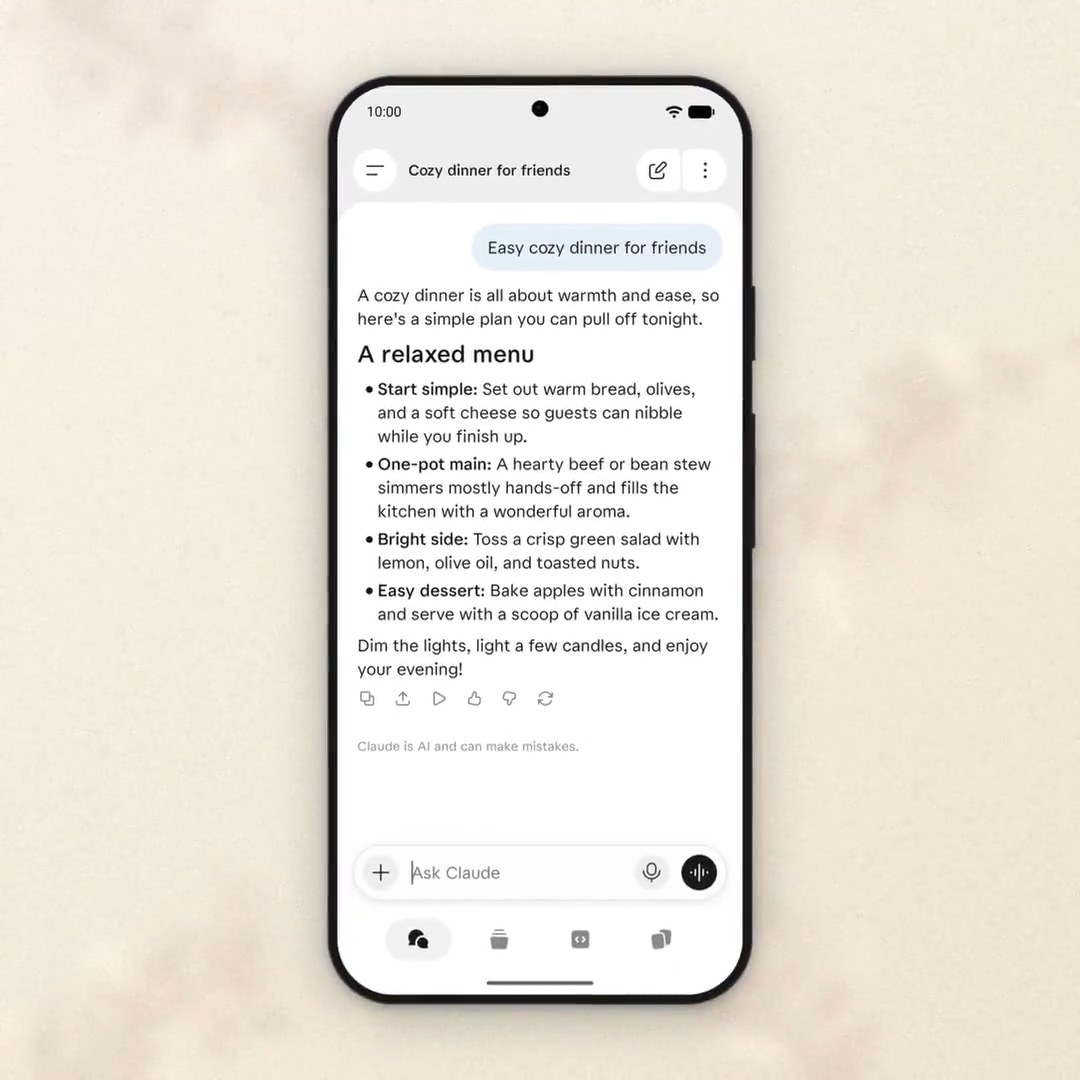 10:00
Cozy dinner for friends
Easy cozy dinner for friends
A cozy dinner is all about warmth and ease, so
here's a simple plan you can pull off tonight.
A relaxed menu
• Start simple: Set out warm bread, olives,
and a soft cheese so guests can nibble
while you finish up.
• One-pot main: A hearty beef or bean stew
simmers mostly hands-off and fills the
kitchen with a wonderful aroma.
• Bright side: Toss a crisp green salad with
lemon, olive oil, and toasted nuts.
• Easy dessert: Bake apples with cinnamon
and serve with a scoop of vanilla ice cream.
Dim the lights, light a few candles, and enjoy
your evening!
Claude is AI and can make mistakes.
Ask Claude